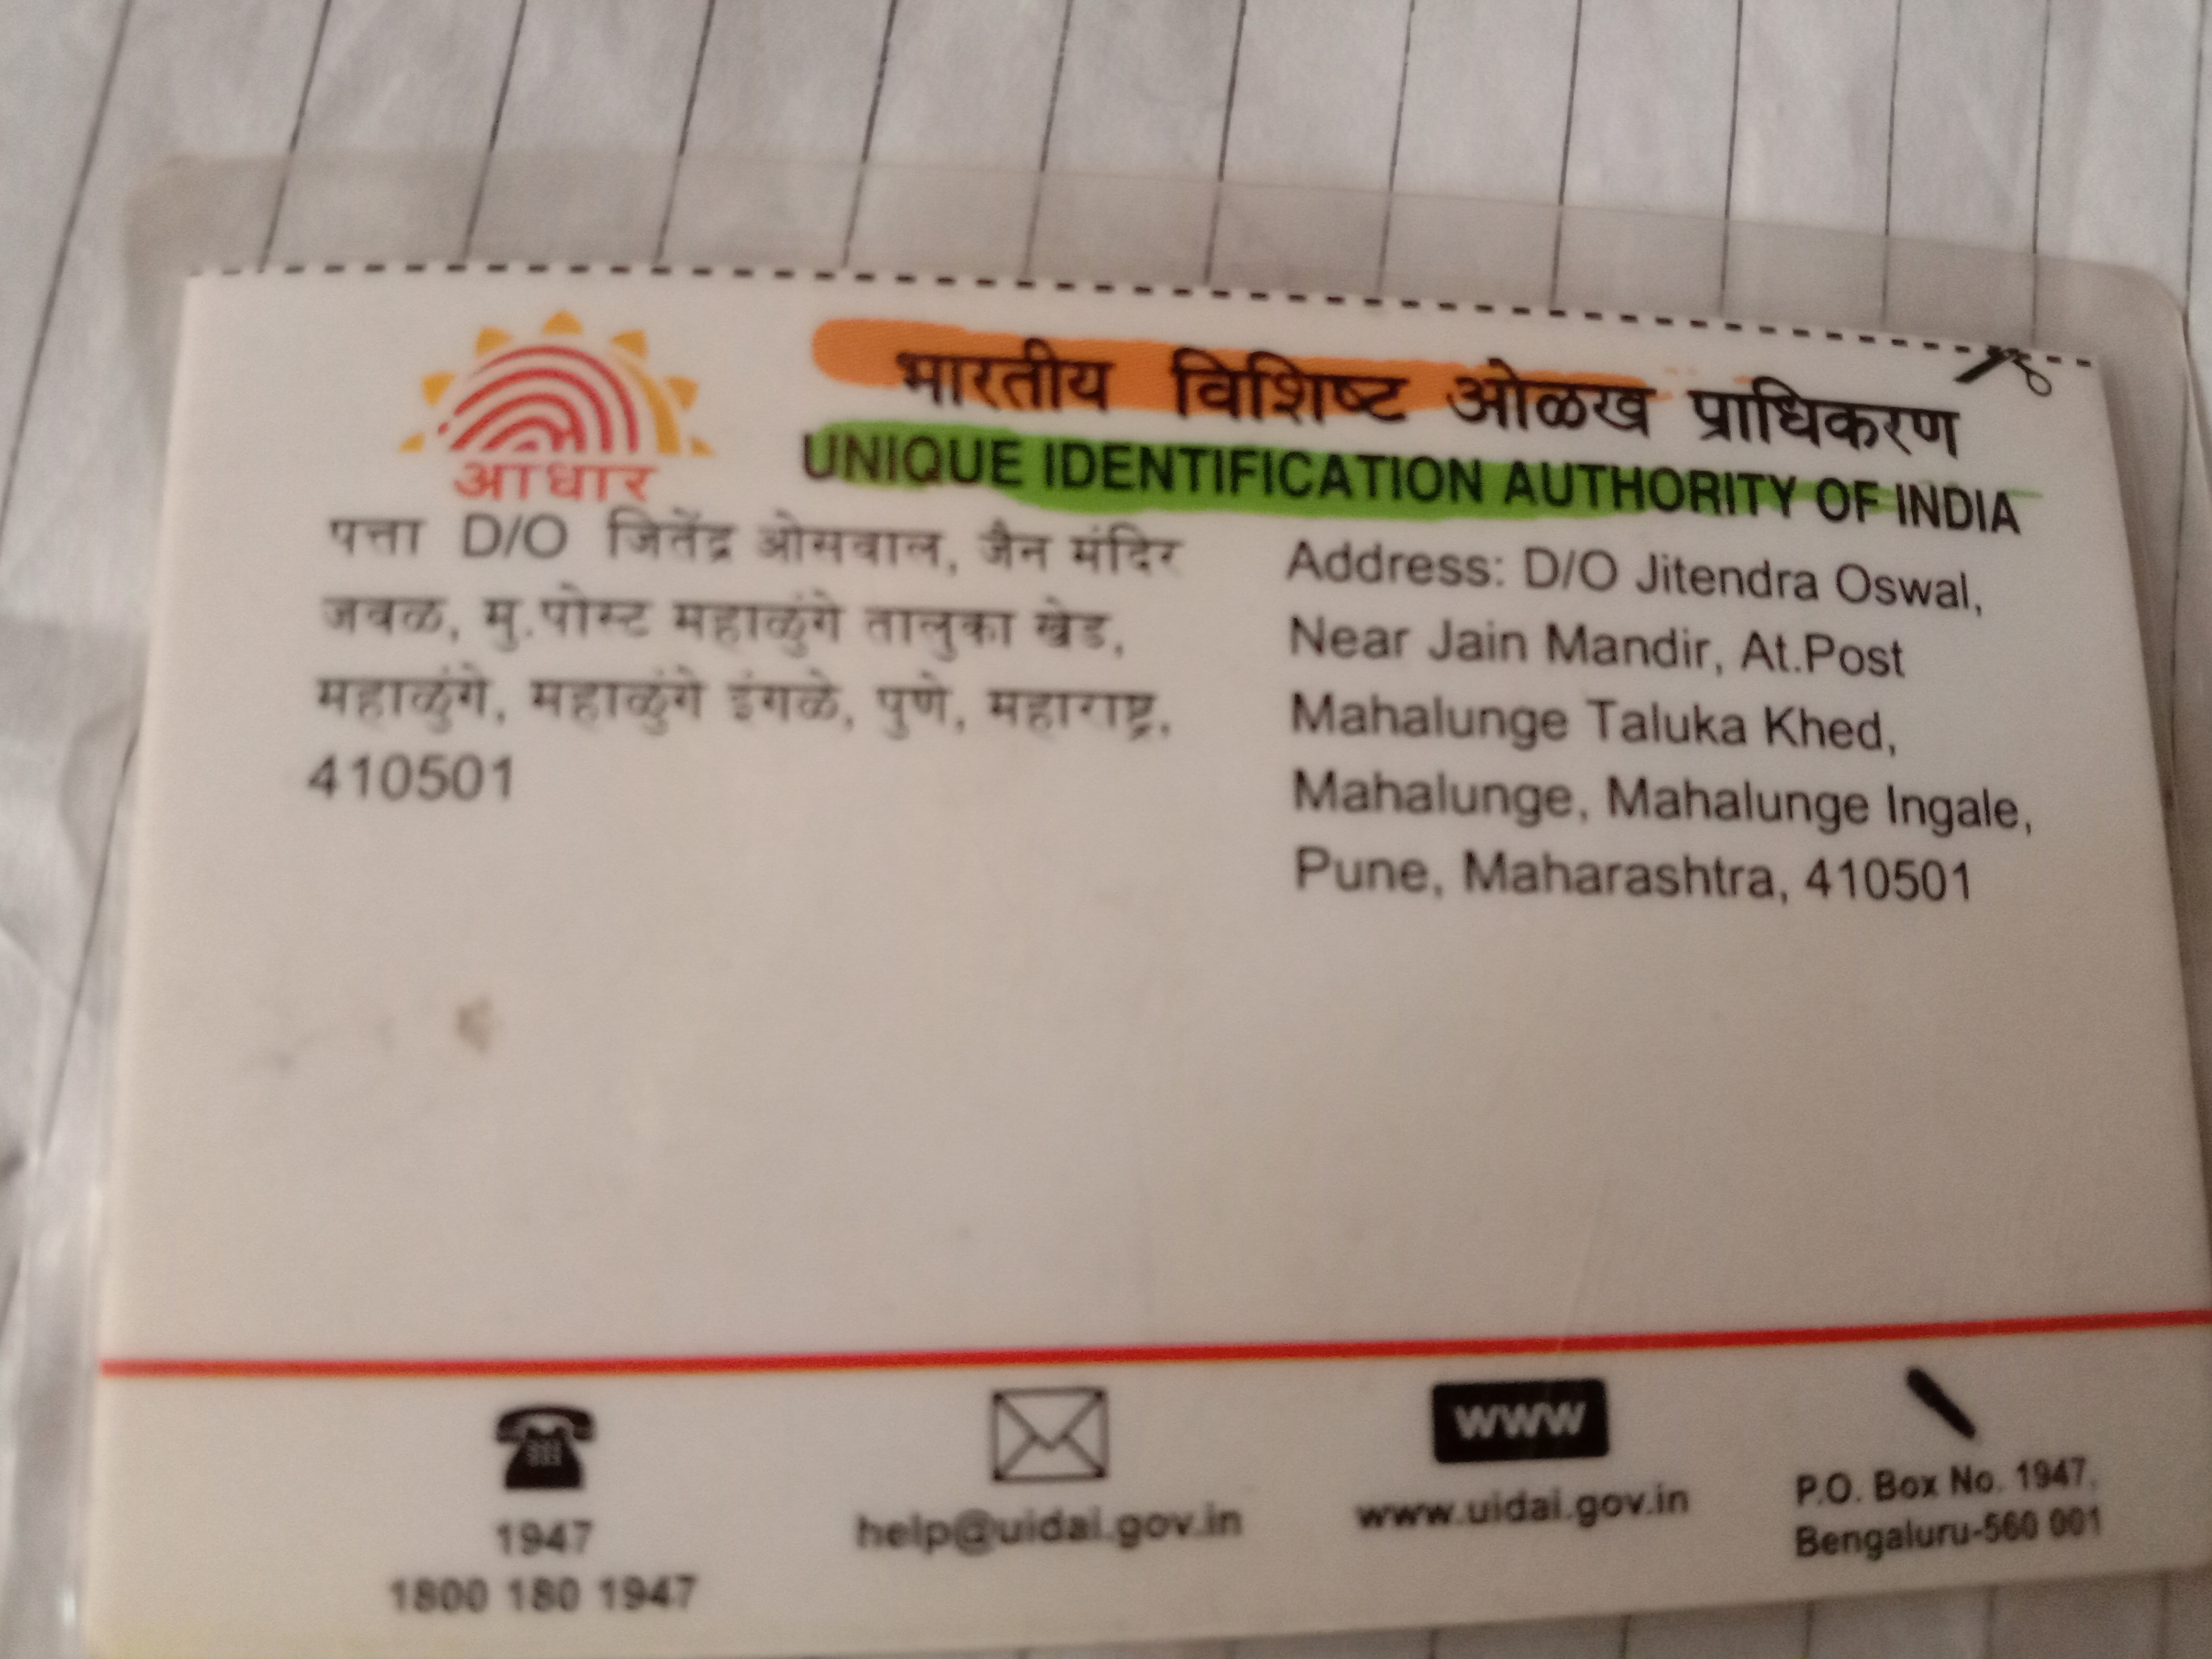 भारतीय विशिष्ट ओळख प्राधिकरण
UNIQUE IDENTIFICATION AUTHORITY OF INDIA
आधार
पत्ता D/O जितेंद्र ओसवाल, जैन मंदिर
जवळ, मु.पोस्ट महाळुंगे तालुका खेड,
महाळुंगे, महाळुंगे इंगळे, पुणे, महाराष्ट्र,
410501
Address: D/O Jitendra Oswal,
Near Jain Mandir, At.Post
Mahalunge Taluka Khed,
Mahalunge, Mahalunge Ingale,
Pune, Maharashtra, 410501
1947
1800 180 1947
help@uidai.gov.in
www
www.uidai.gov.in
P.O. Box No. 1947,
Bengaluru-560 001